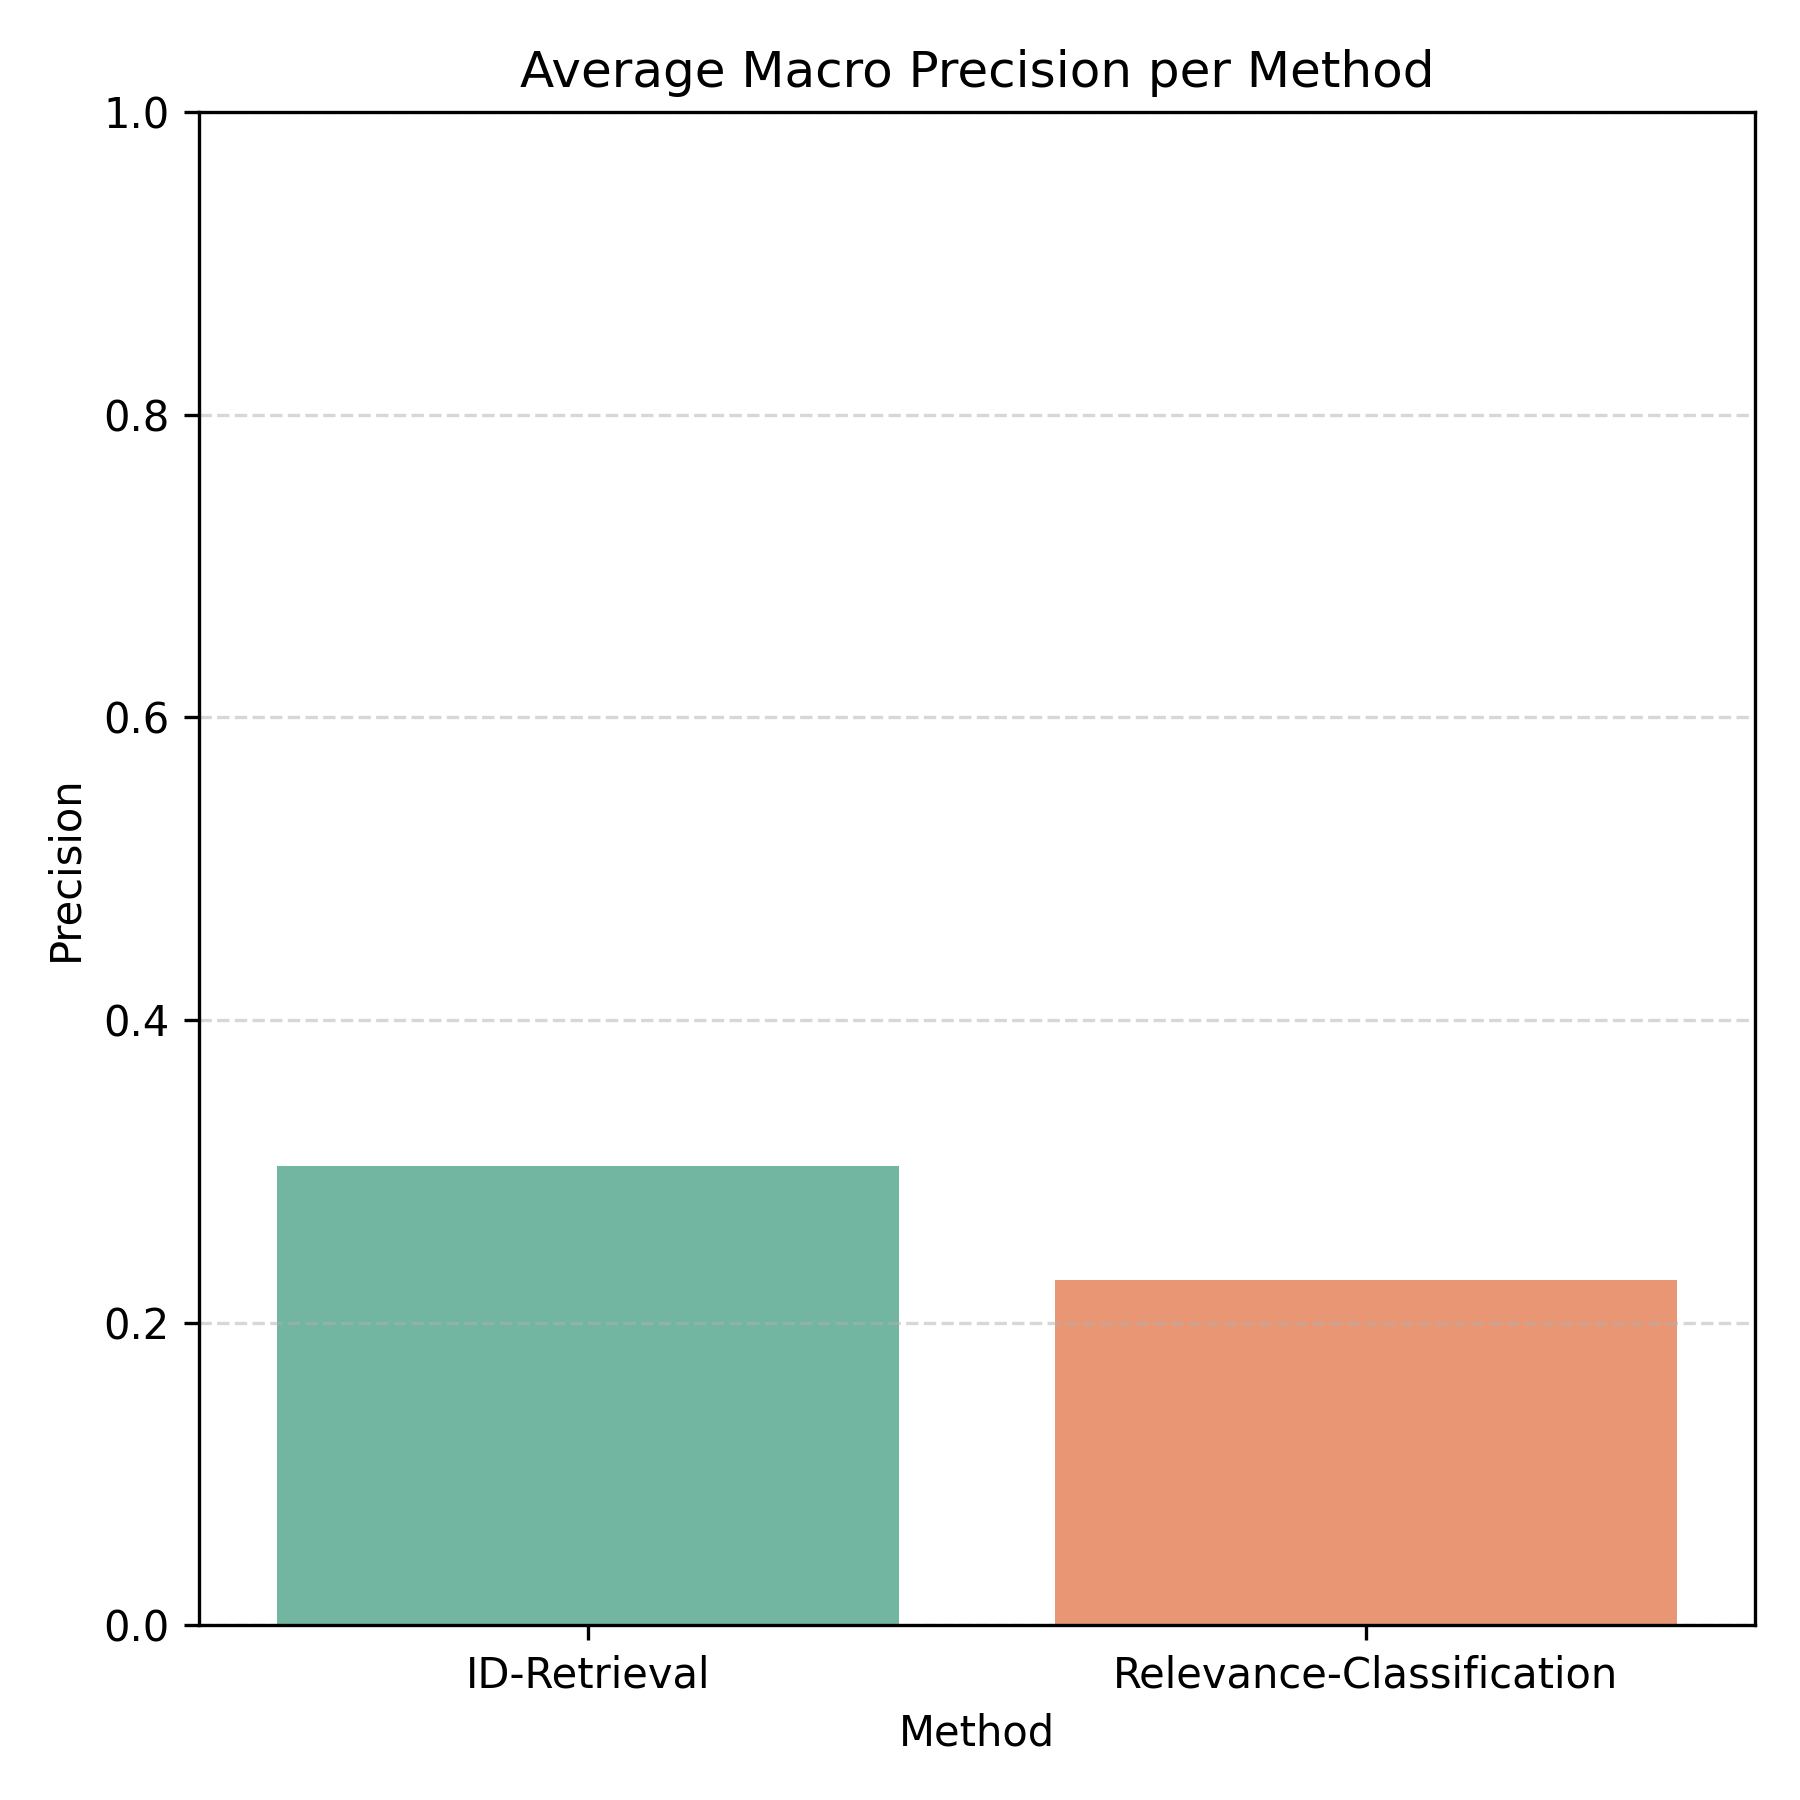 Average Macro Precision per Method
1.0
0.8
0.6
0.4
0.2
0.0
Precision
ID-Retrieval
Relevance-Classification
Method